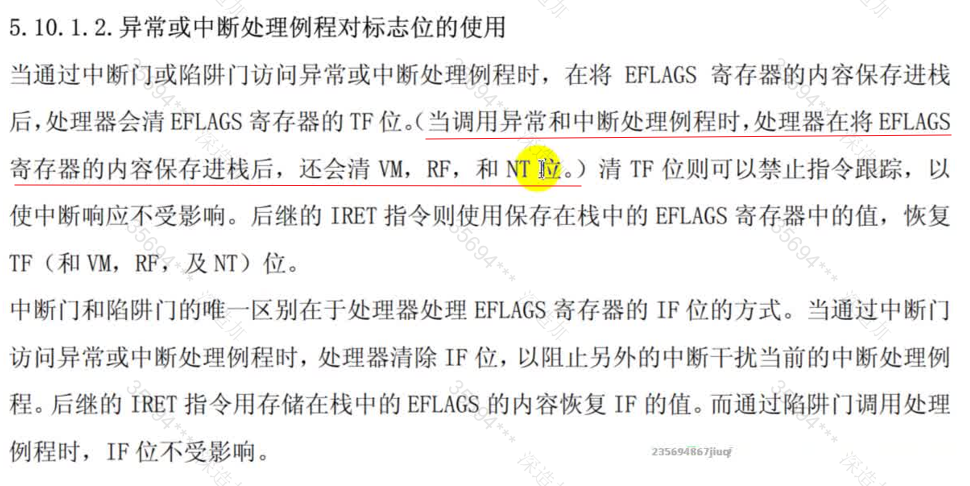 5.10.1.2.异常或中断处理例程对标志位的使用
当通过中断门或陷阱门访问异常或中断处理例程时，在将 EFLAGS 寄存器的内容保存进栈
后，处理器会清 EFLAGS 寄存器的 TF 位。（当调用异常和中断处理例程时，处理器在将 EFLAGS
寄存器的内容保存进栈后，还会清 VM，RF，和 NT 位。）清 TF 位则可以禁止指令跟踪，以
使中断响应不受影响。后继的 IRET 指令则使用保存在栈中的 EFLAGS 寄存器中的值，恢复
TF（和 VM，RF，及 NT）位。
中断门和陷阱门的唯一区别在于处理器处理 EFLAGS 寄存器的 IF 位的方式。当通过中断门
访问异常或中断处理例程时，处理器清除 IF 位，以阻止另外的中断干扰当前的中断处理例
程。后继的 IRET 指令用存储在栈中的 EFLAGS 的内容恢复 IF 的值。而通过陷阱门调用处理
例程时，IF 位不受影响。
235694867jiuqf